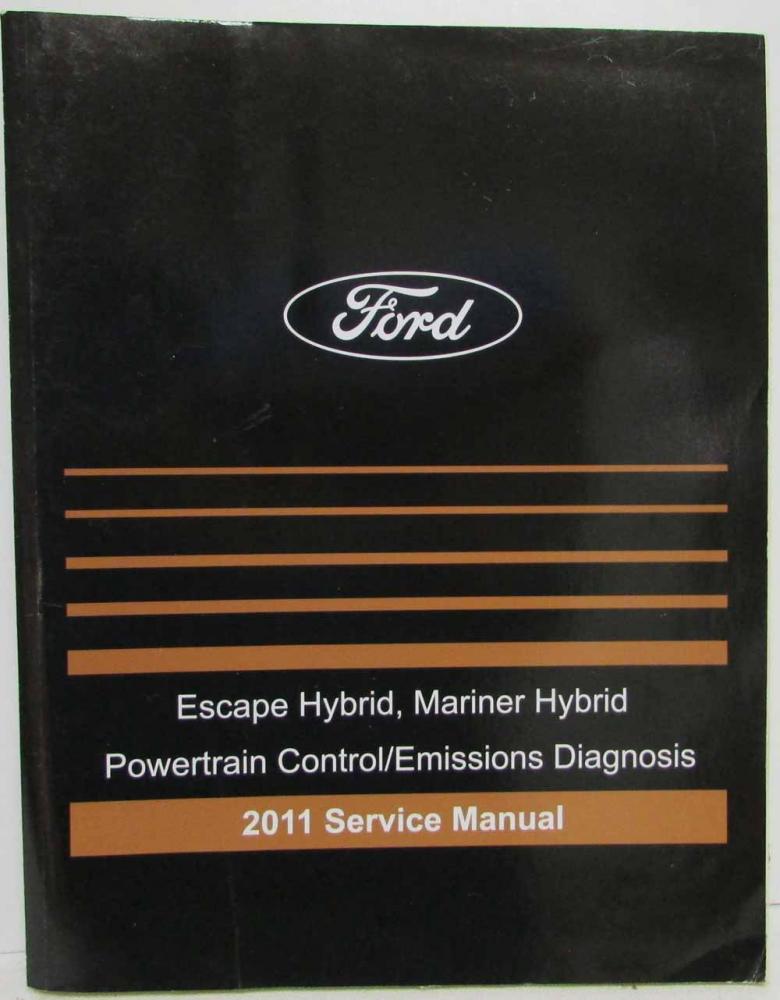 Ford
Escape Hybrid, Mariner Hybrid
Powertrain Control/Emissions Diagnosis
2011 Service Manual